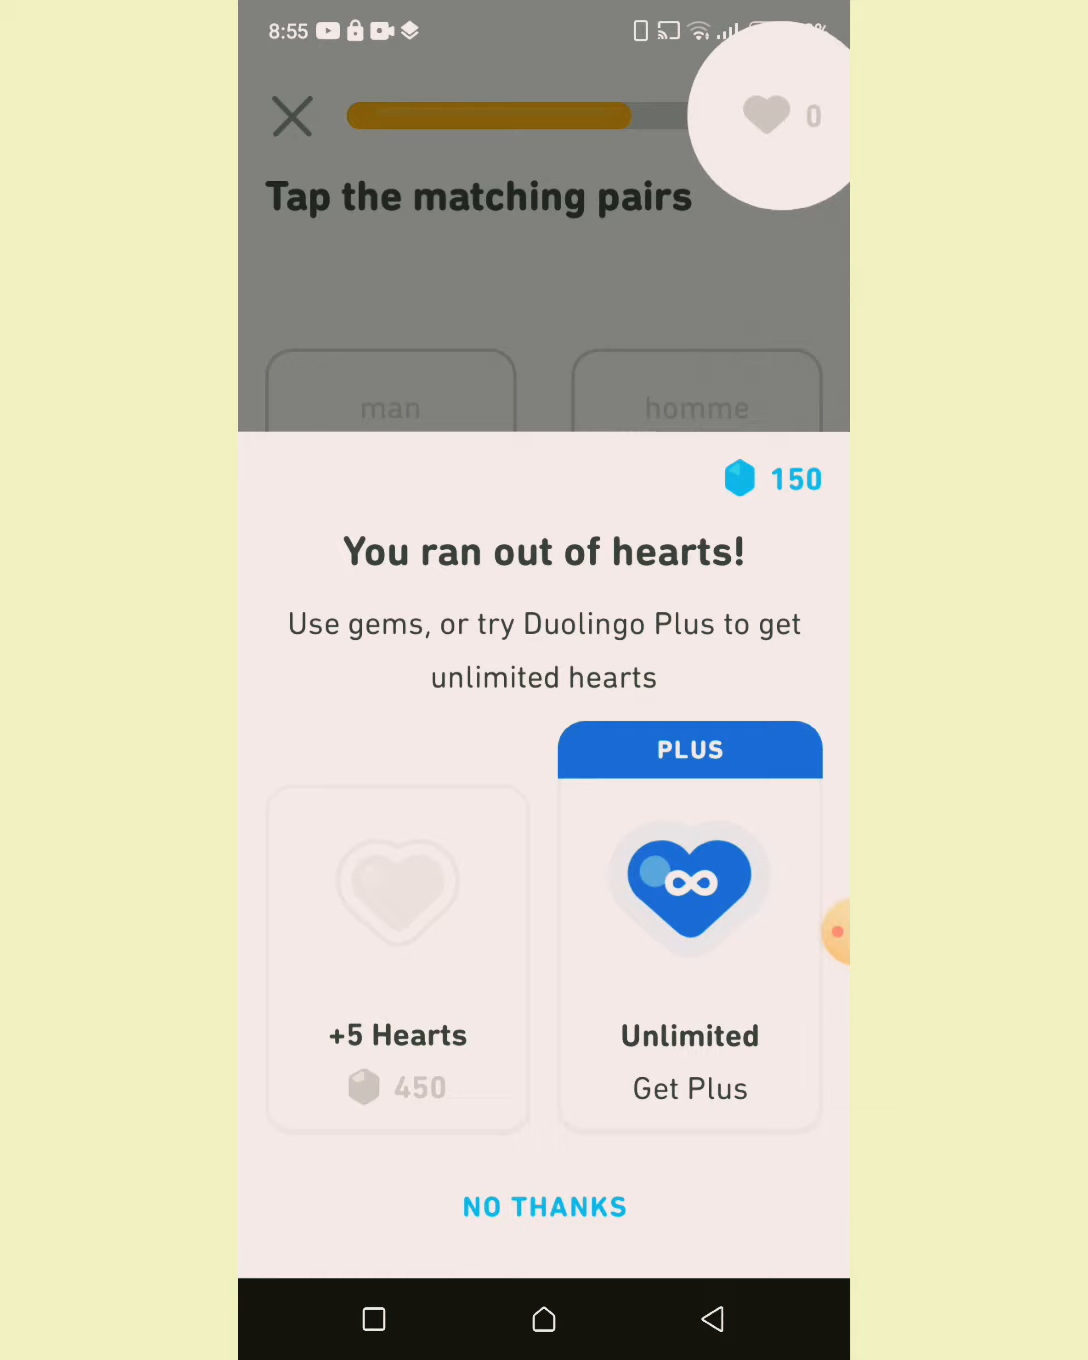 8:55
0
Tap the matching pairs
man
homme
150
You ran out of hearts!
Use gems, or try Duolingo Plus to get
unlimited hearts
PLUS
+5 Hearts
Unlimited
450
Get Plus
NO THANKS